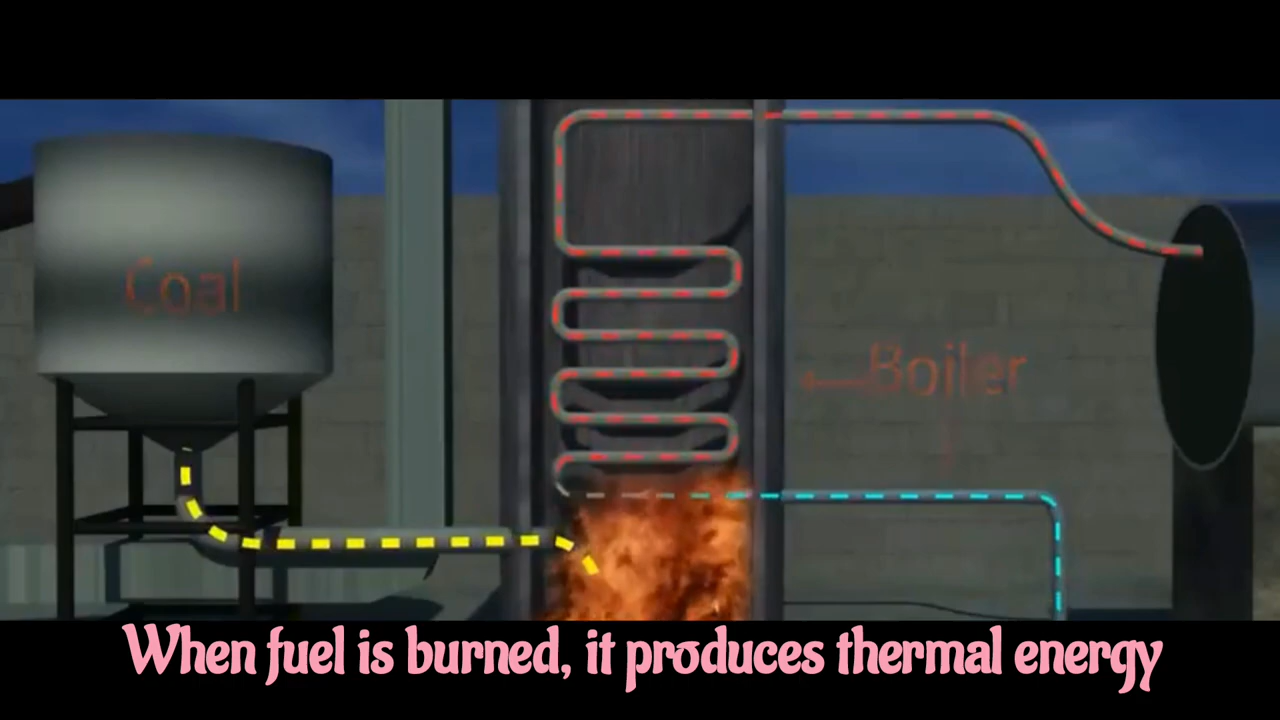 Coal
Boiler
When fuel is burned, it produces thermal energy